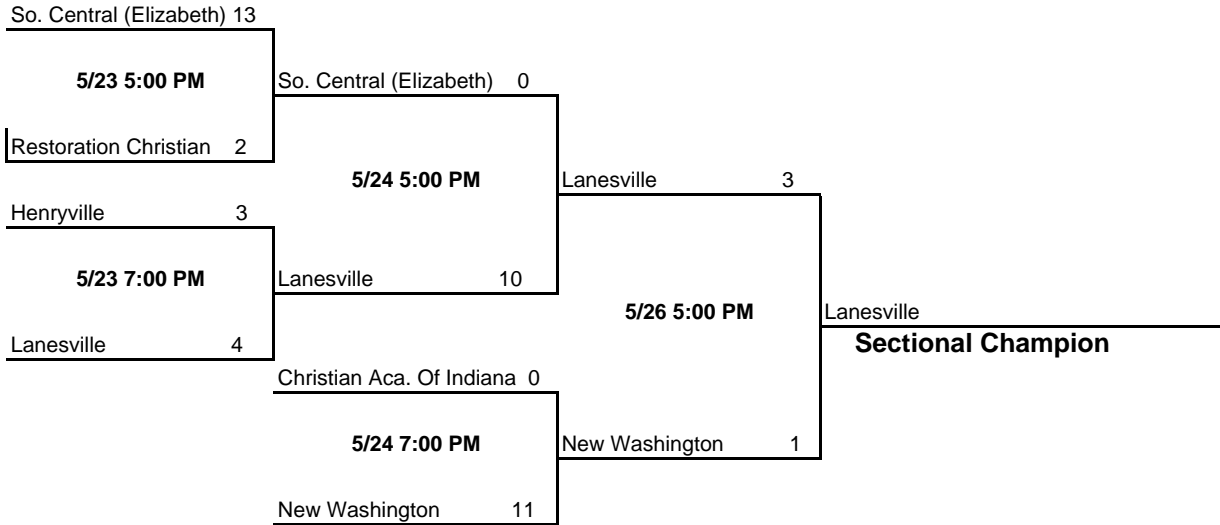 So. Central (Elizabeth) 13
5/23 5:00 PM
So. Central (Elizabeth) 0
Restoration Christian 2
5/24 5:00 PM
Lanesville 3
Henryville 3
5/23 7:00 PM
Lanesville 10
5/26 5:00 PM
Lanesville
Lanesville 4
Sectional Champion
Christian Aca. Of Indiana 0
5/24 7:00 PM
New Washington 1
New Washington 11